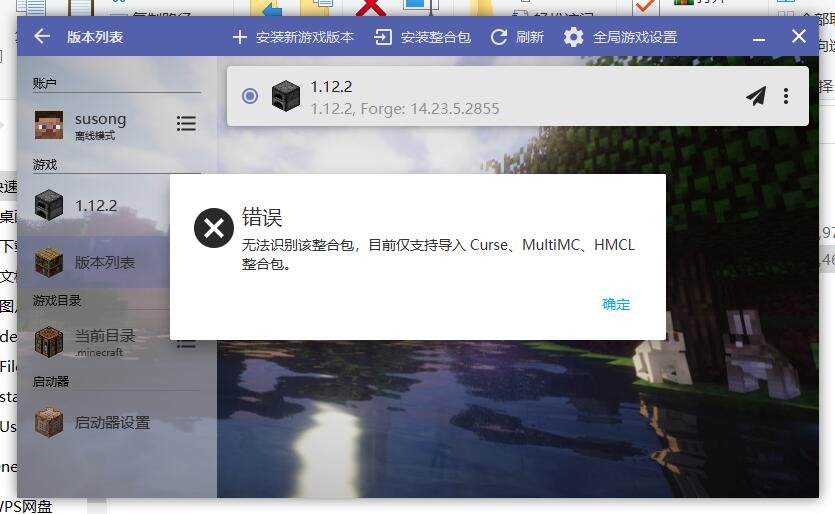 版本列表
安装新游戏版本
安装整合包
刷新
全局游戏设置
账户
susong
离线模式
游戏
1.12.2
版本列表
游戏目录
当前目录
.minecraft
启动器
启动器设置
1.12.2
1.12.2, Forge: 14.23.5.2855
错误
无法识别该整合包，目前仅支持导入 Curse、MultiMC、HMCL
整合包。
确定
WPS网盘